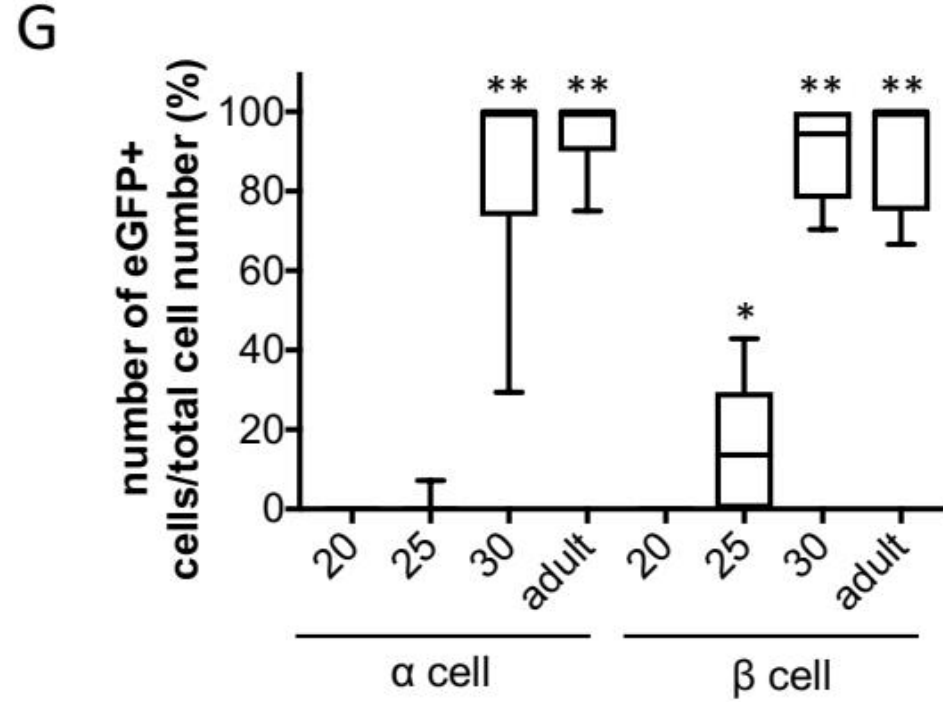 G
number of eGFP+
cells/total cell number (%)
100
80
60
40
20
0
** ** * ** **
20 25 30 adult 20 25 30 adult
α cell β cell